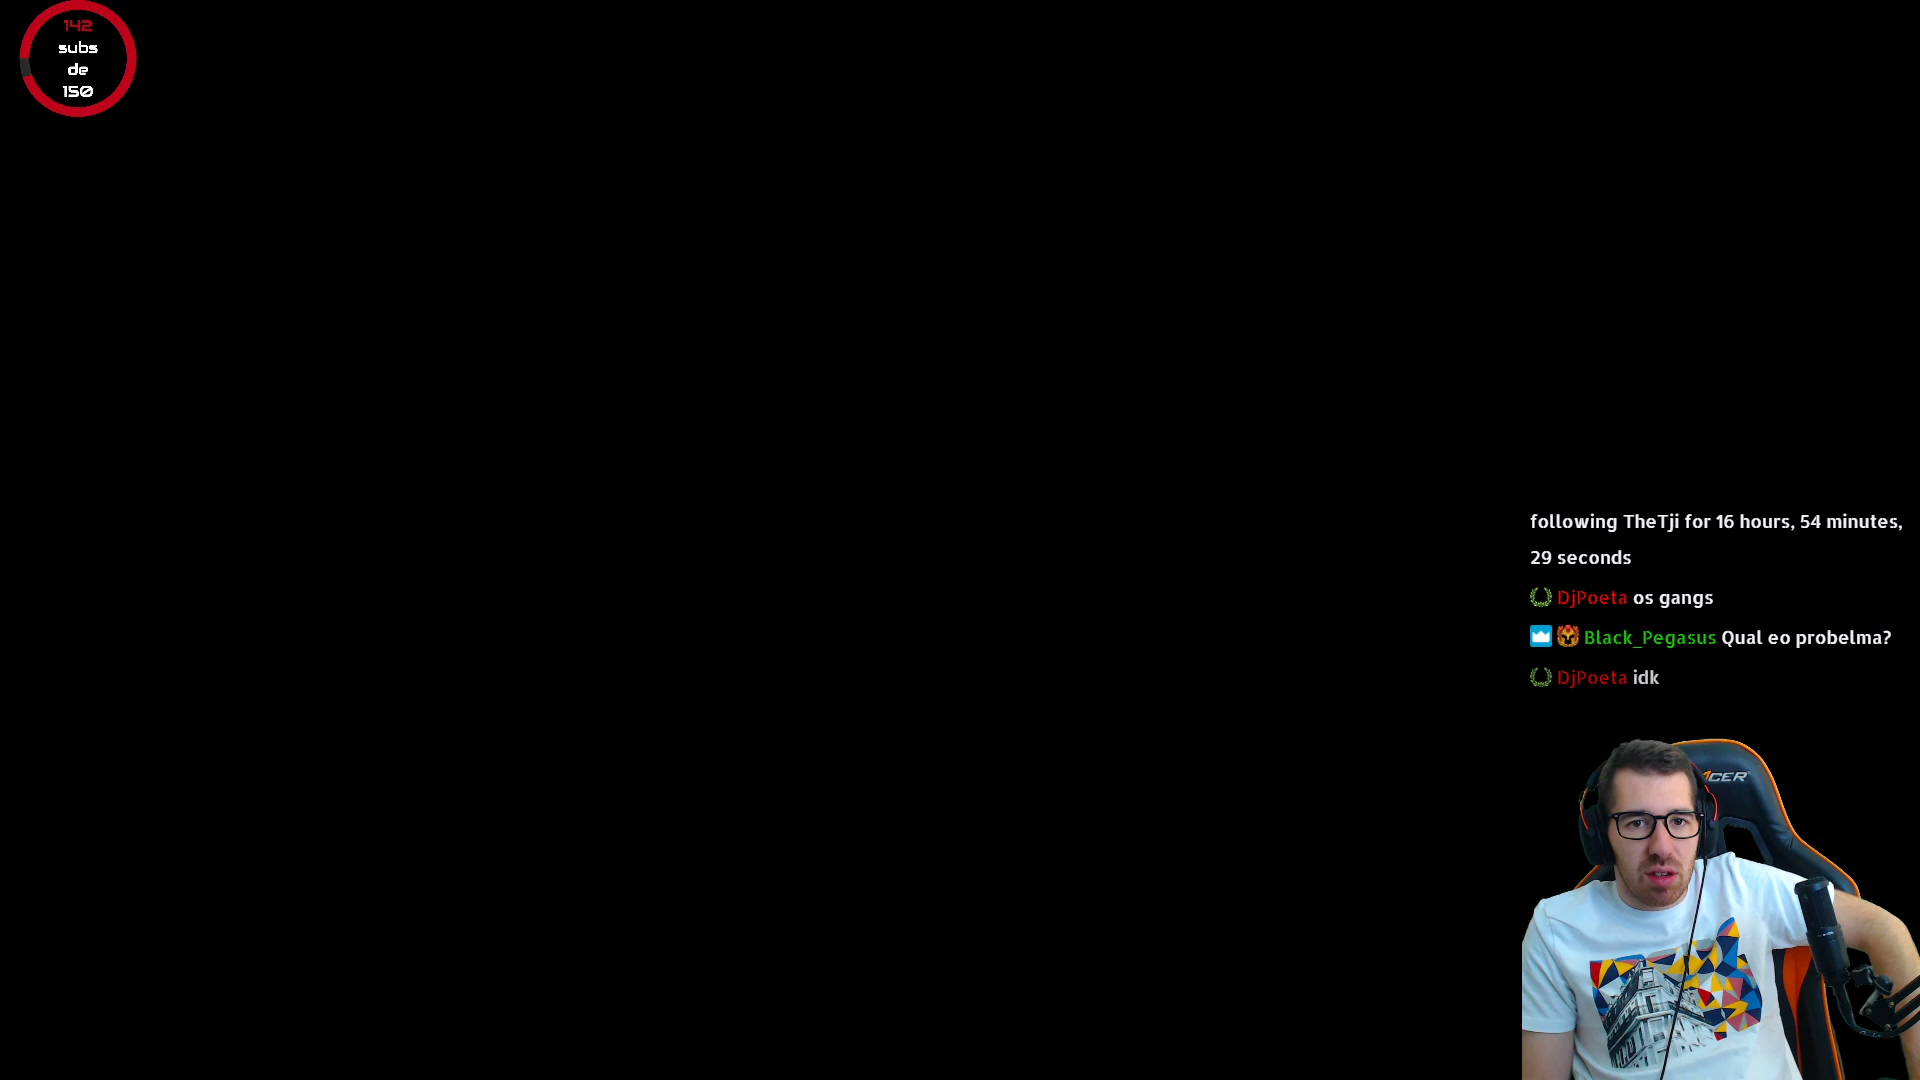 142
subs
de
150
following TheTji for 16 hours, 54 minutes,
29 seconds
DjPoeta os gangs
Black_Pegasus Qual eo probelma?
DjPoeta idk